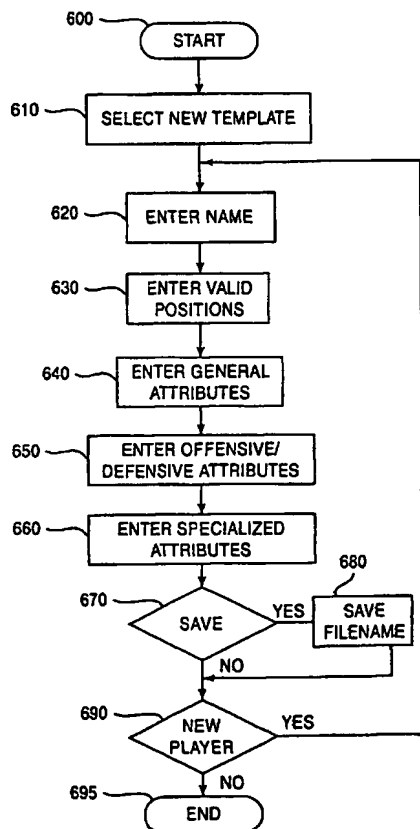 600
START
610
SELECT NEW TEMPLATE
620
ENTER NAME
630
ENTER VALID
POSITIONS
640
ENTER GENERAL
ATTRIBUTES
650
ENTER OFFENSIVE/
DEFENSIVE ATTRIBUTES
660
ENTER SPECIALIZED
ATTRIBUTES
670
SAVE
YES
680
SAVE
FILENAME
NO
690
NEW
PLAYER
YES
NO
695
END